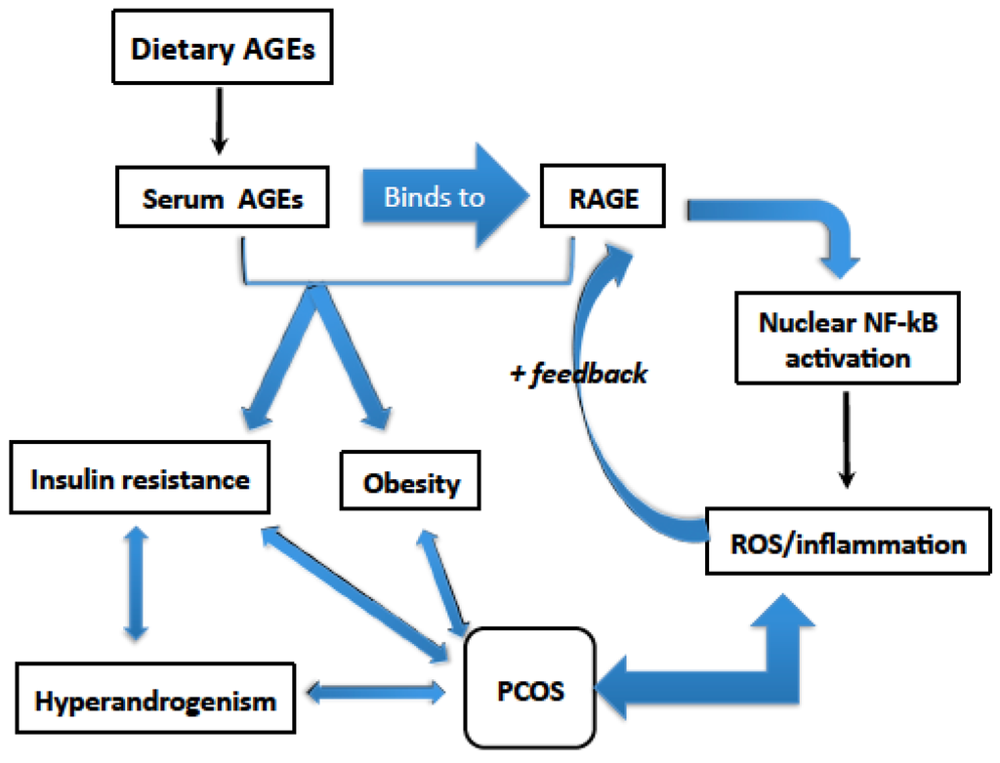 Dietary AGEs
Serum AGEs
Binds to
RAGE
Nuclear NF-kB
activation
+ feedback
Insulin resistance
Obesity
ROS/inflammation
Hyperandrogenism
PCOS